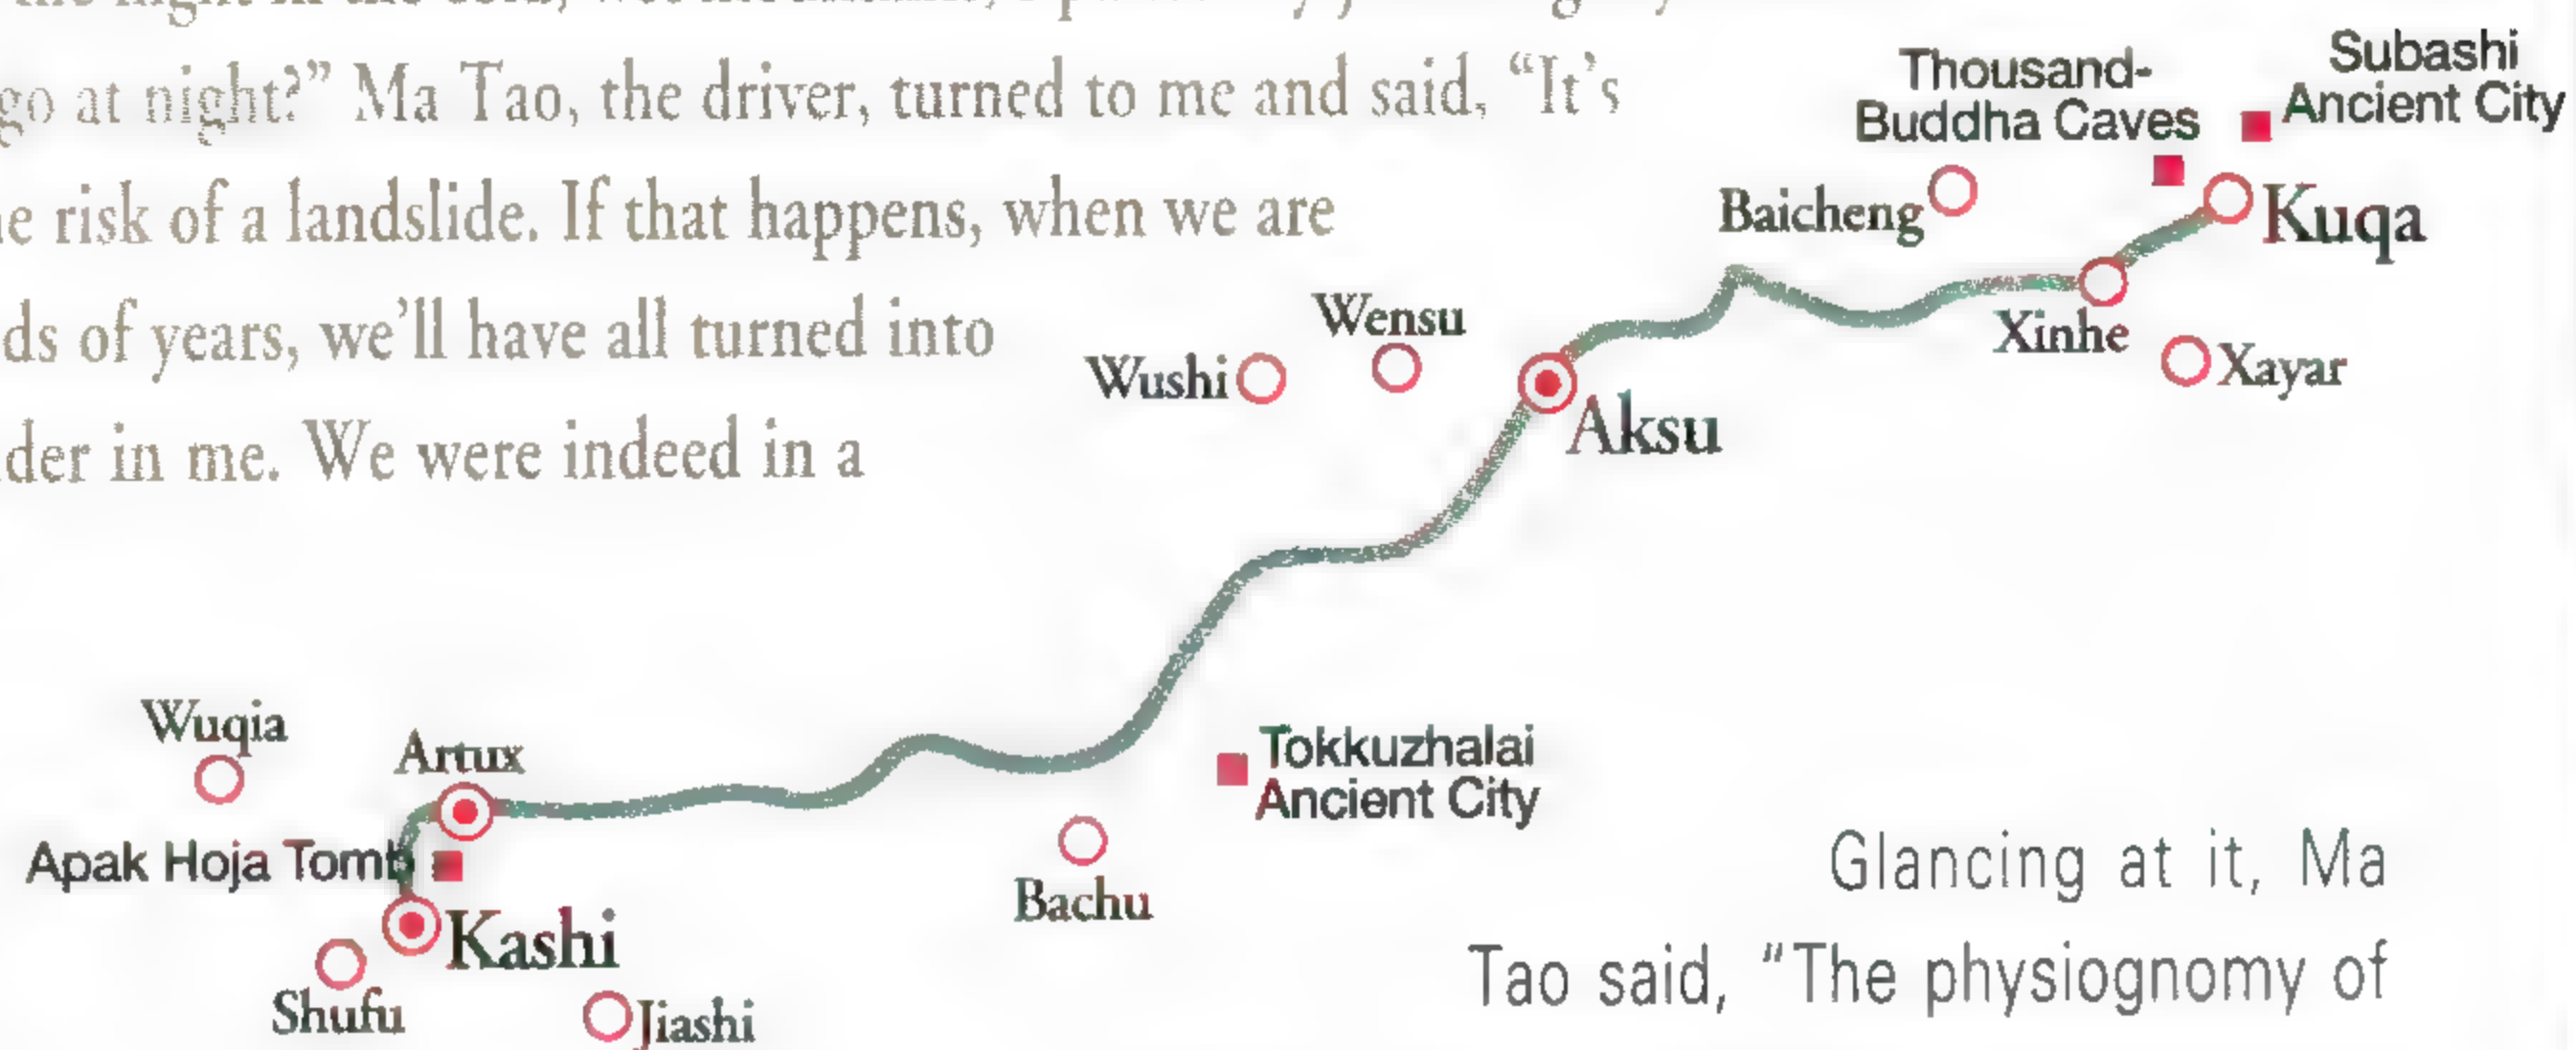 go at night?” Ma Tao, the driver, turned to me and said, “It’s
risk of a landslide. If that happens, when we are
of years, we’ll have all turned into
in me. We were indeed in a
Thousand-
Buddha Caves
Subashi
Ancient City
Baicheng
Kuqa
Xinhe
Xayar
Wensu
Wushi
Aksu
Tokkuzhalai
Ancient City
Bachu
Wuqia
Artux
Apak Hoja Tomb
Kashi
Shufu
Jiashi
Glancing at it, Ma
Tao said, “The physiognomy of